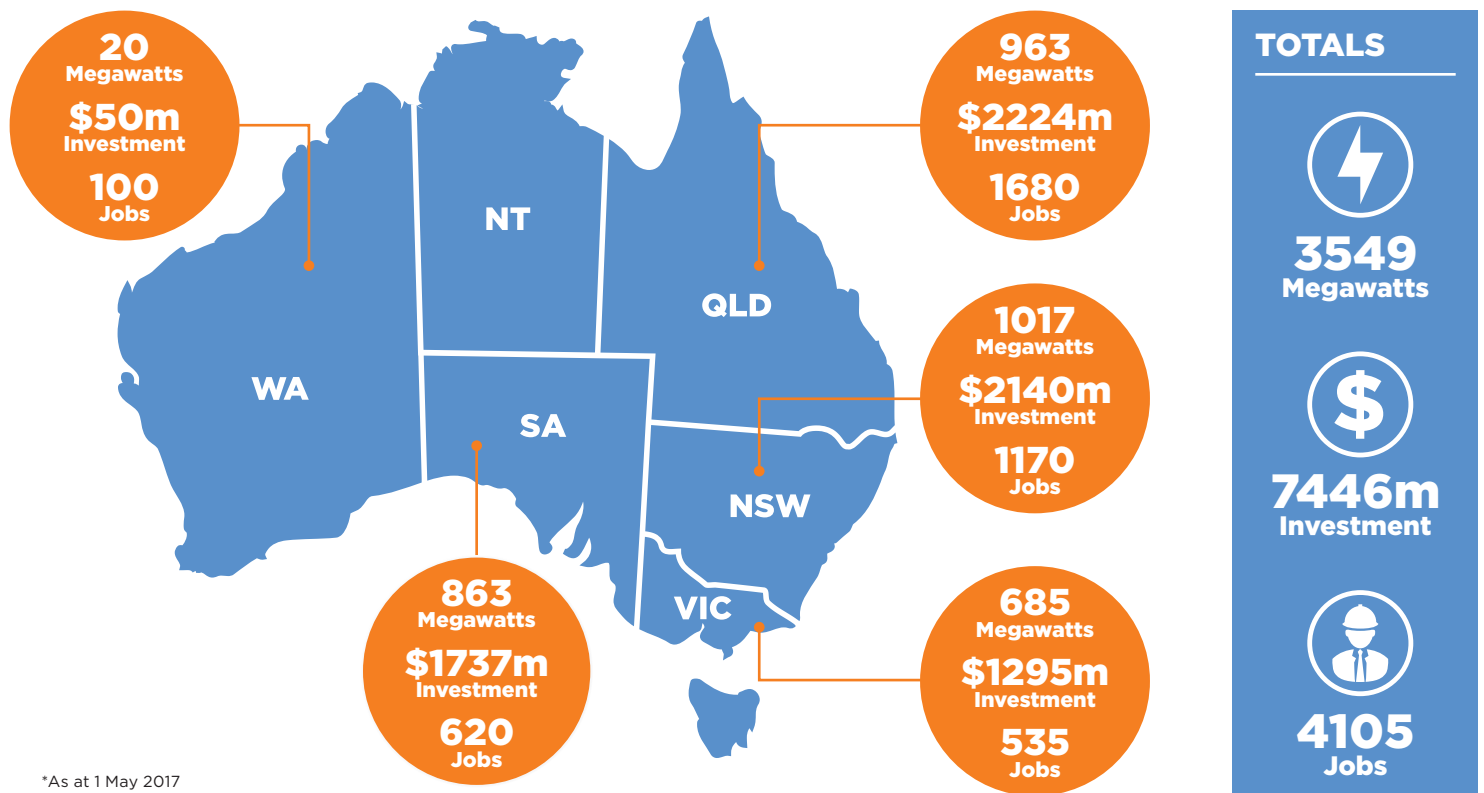 20
Megawatts
$50m
Investment
100
Jobs
963
Megawatts
$2224m
Investment
1680
Jobs
1017
Megawatts
$2140m
Investment
1170
Jobs
863
Megawatts
$1737m
Investment
620
Jobs
685
Megawatts
$1295m
Investment
535
Jobs
NT
QLD
WA
SA
NSW
VIC
*As at 1 May 2017
TOTALS
3549
Megawatts
$
7446m
Investment
4105
Jobs